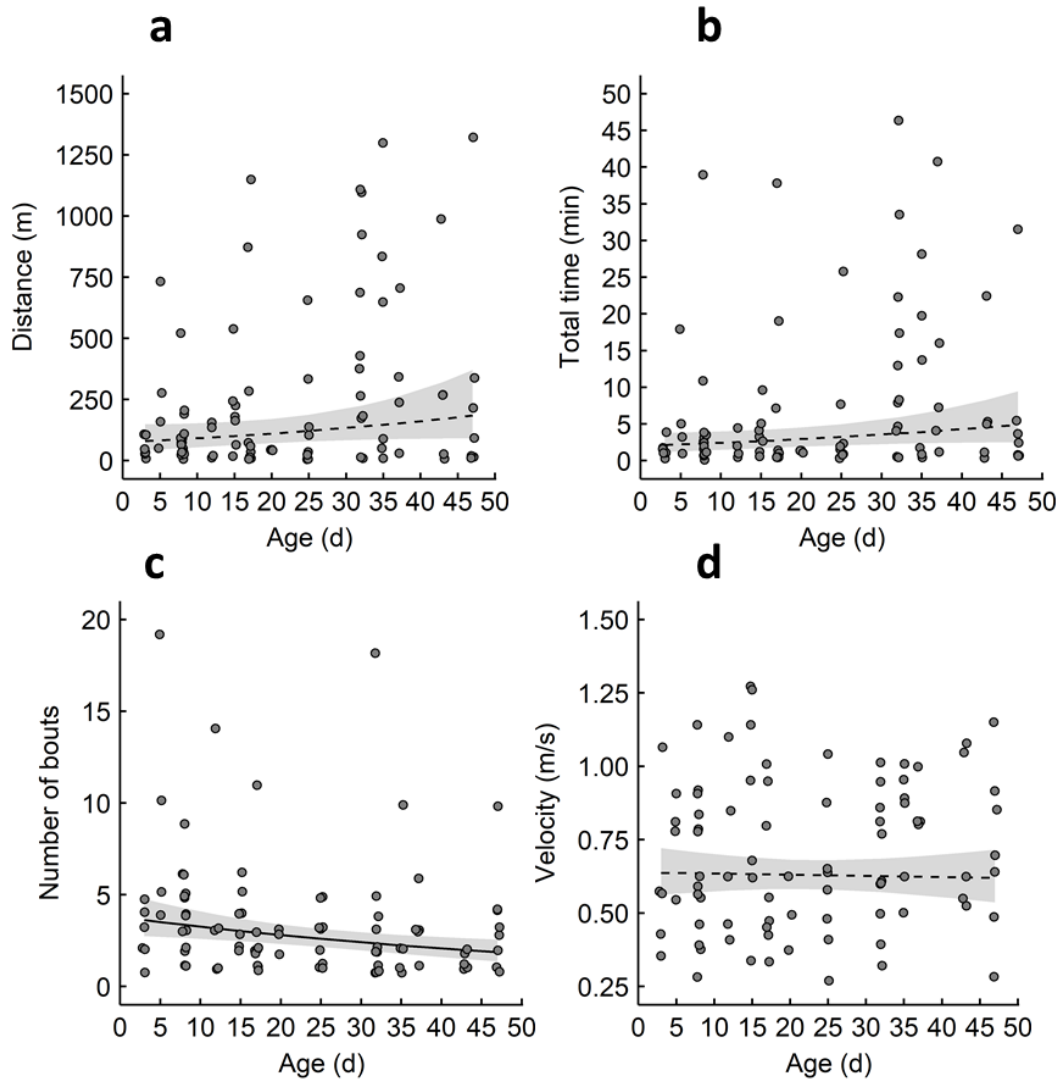 a
1500
1250
1000
750
500
250
0
Distance (m)
0 5 10 15 20 25 30 35 40 45 50
Age (d)
b
50
45
40
35
30
25
20
15
10
5
0
Total time (min)
0 5 10 15 20 25 30 35 40 45 50
Age (d)
c
20
15
10
5
0
Number of bouts
0 5 10 15 20 25 30 35 40 45 50
Age (d)
d
1.50
1.25
1.00
0.75
0.50
0.25
Velocity (m/s)
0 5 10 15 20 25 30 35 40 45 50
Age (d)